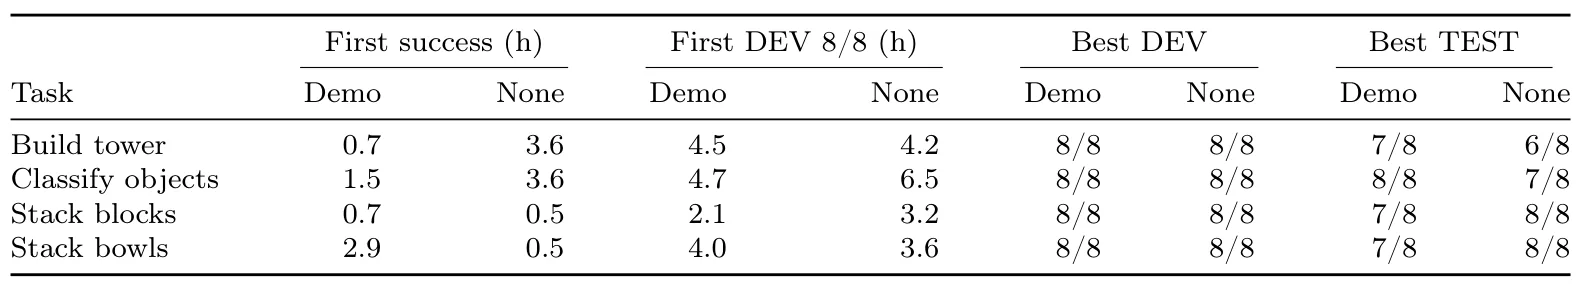 First success (h) First DEV 8/8 (h) Best DEV Best TEST
Task Demo None Demo None Demo None Demo None
Build tower 0.7 3.6 4.5 4.2 8/8 8/8 7/8 6/8
Classify objects 1.5 3.6 4.7 6.5 8/8 8/8 8/8 7/8
Stack blocks 0.7 0.5 2.1 3.2 8/8 8/8 7/8 8/8
Stack bowls 2.9 0.5 4.0 3.6 8/8 8/8 7/8 8/8